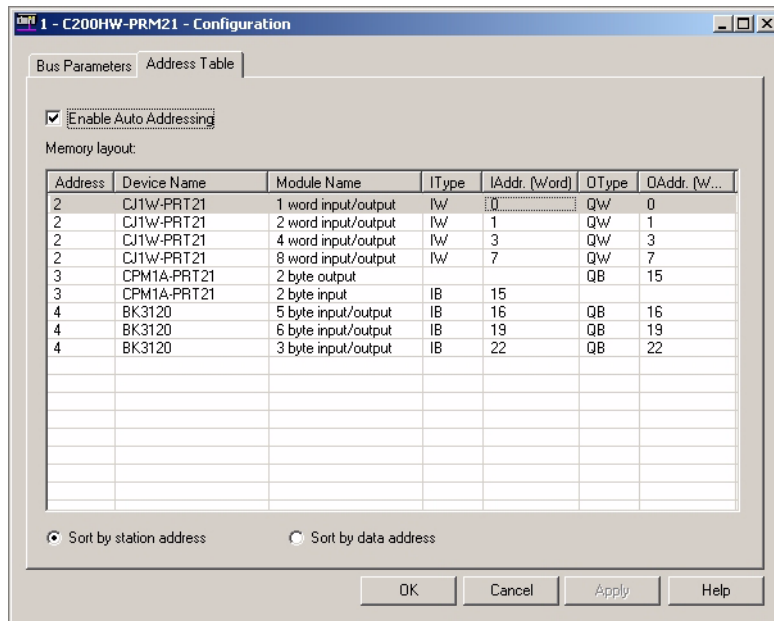 1 - C200HW-PRM21 - Configuration
Bus Parameters Address Table
Enable Auto Addressing
Memory layout:
Address Device Name Module Name IType IAddr. (Word) OType OAddr. (W...
2 CJ1W-PRT21 1 word input/output IW 0 QW 0
2 CJ1W-PRT21 2 word input/output IW 1 QW 1
2 CJ1W-PRT21 4 word input/output IW 3 QW 3
2 CJ1W-PRT21 8 word input/output IW 7 QW 7
3 CPM1A-PRT21 2 byte output QB 15
3 CPM1A-PRT21 2 byte input IB 15
4 BK3120 5 byte input/output IB 16 QB 16
4 BK3120 6 byte input/output IB 19 QB 19
4 BK3120 3 byte input/output IB 22 QB 22
Sort by station address Sort by data address
OK Cancel Apply Help